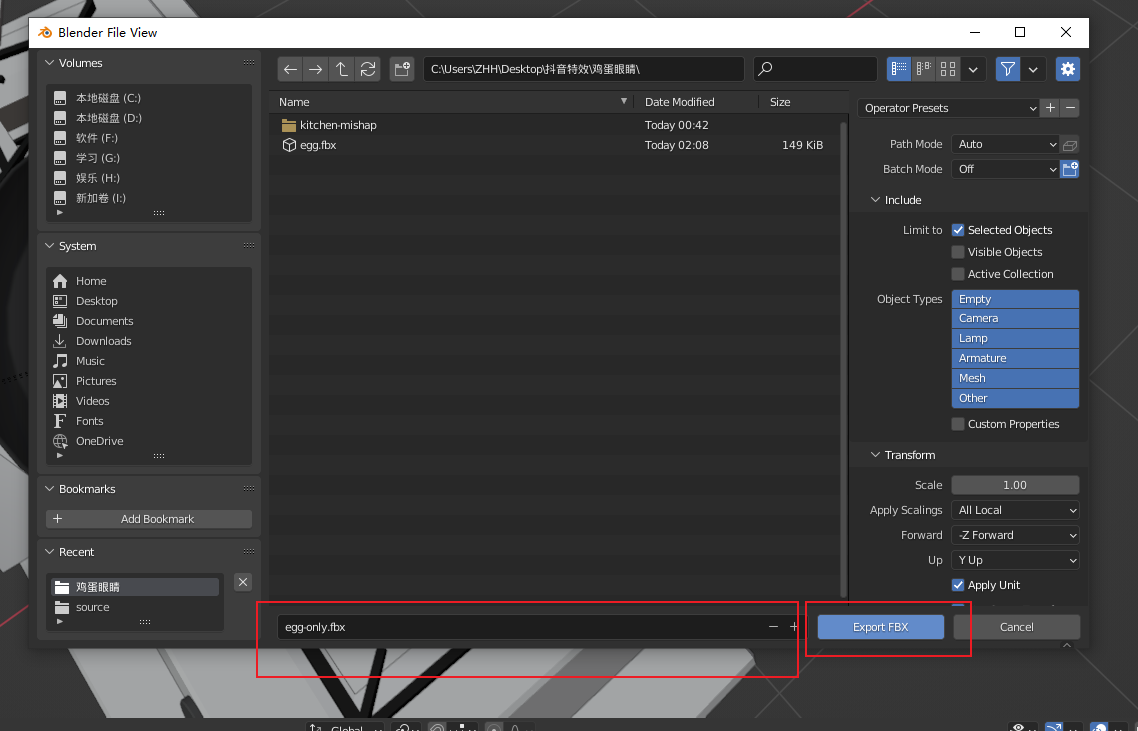 Blender File View
Volumes
本地磁盘 (C:)
本地磁盘 (D:)
软件 (F:)
学习 (G:)
娱乐 (H:)
新加卷 (I:)
System
Home
Desktop
Documents
Downloads
Music
Pictures
Videos
Fonts
OneDrive
Bookmarks
Add Bookmark
Recent
鸡蛋眼睛
source
C:\Users\ZHH\Desktop\抖音特效\鸡蛋眼睛\
Name Date Modified Size
kitchen-mishap Today 00:42
egg.fbx Today 02:08 149 KiB
egg-only.fbx
Operator Presets
Path Mode Auto
Batch Mode Off
Include
Limit to Selected Objects
Visible Objects
Active Collection
Object Types Empty
Camera
Lamp
Armature
Mesh
Other
Custom Properties
Transform
Scale 1.00
Apply Scalings All Local
Forward -Z Forward
Up Y Up
Apply Unit
Export FBX Cancel
Global